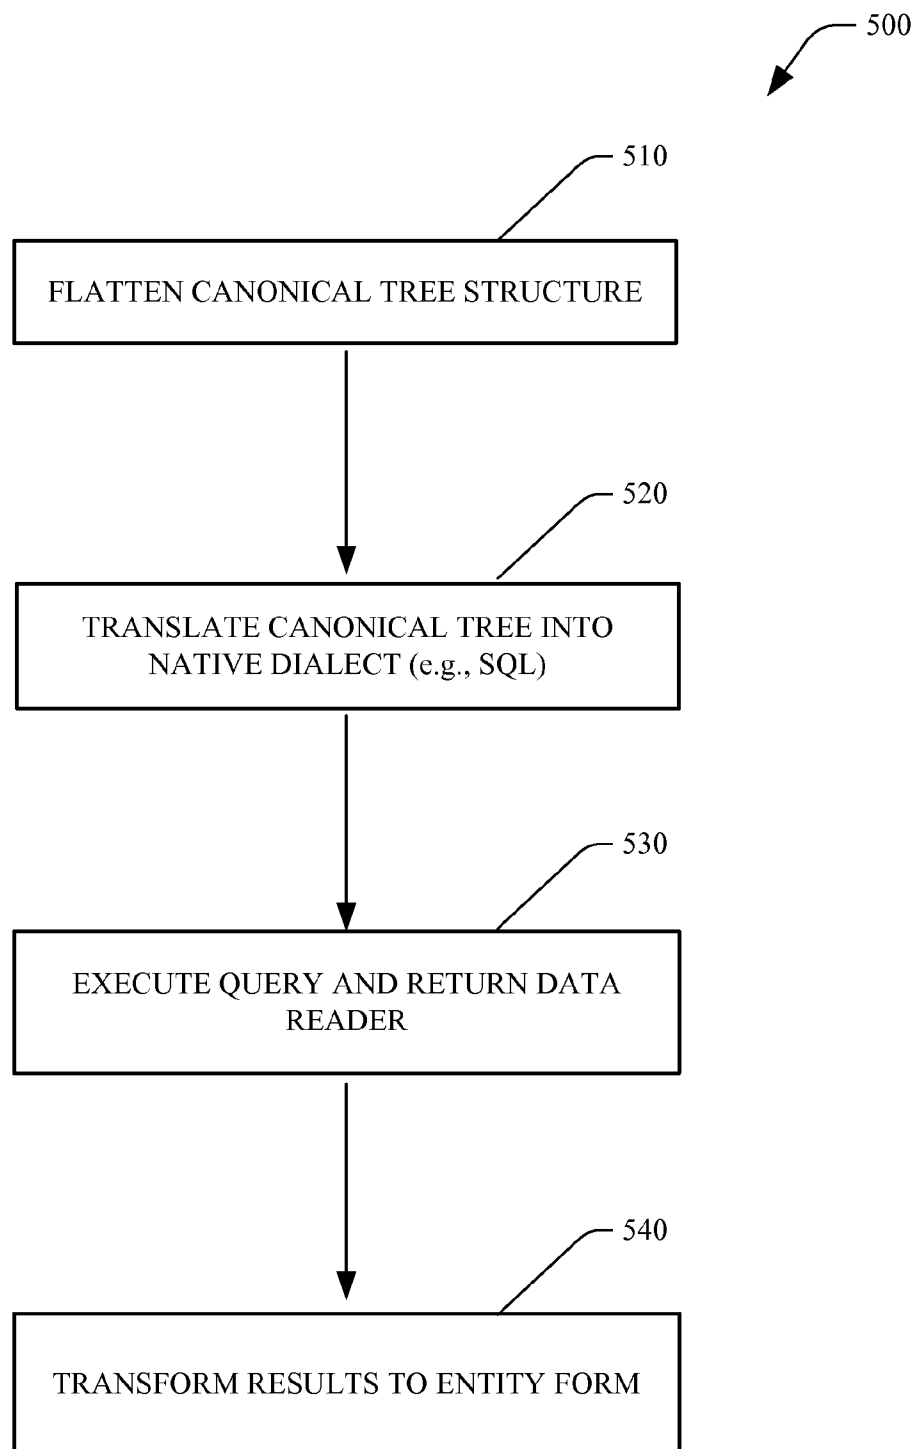 500
510
FLATTEN CANONICAL TREE STRUCTURE
520
TRANSLATE CANONICAL TREE INTO
NATIVE DIALECT (e.g., SQL)
530
EXECUTE QUERY AND RETURN DATA
READER
540
TRANSFORM RESULTS TO ENTITY FORM